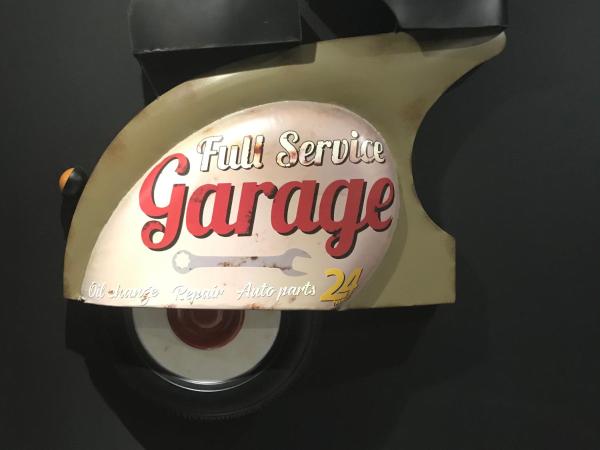 Full Service
Garage
Oil change Repair Auto parts 24